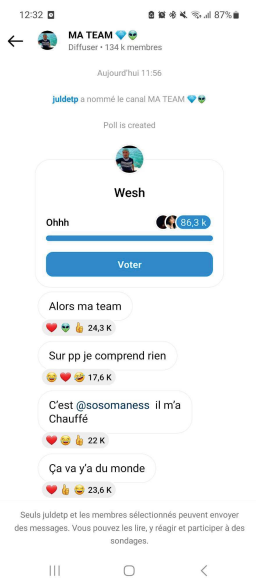 12:32
87%
MA TEAM 💎👽
Diffuser • 134 k membres
Aujourd'hui 11:56
juldetp a nommé le canal MA TEAM 💎👽
Poll is created
Wesh
Ohhh 86,3 k
Voter
Alors ma team
❤️👽👍 24,3 K
Sur pp je comprend rien
😂❤️🤣 17,6 K
C'est @sosomaness il m'a
Chauffé
❤️😂👍 22 K
Ça va y'a du monde
❤️👍😂 23,6 K
Seuls juldetp et les membres sélectionnés peuvent envoyer
des messages. Vous pouvez les lire, y réagir et participer à des
sondages.